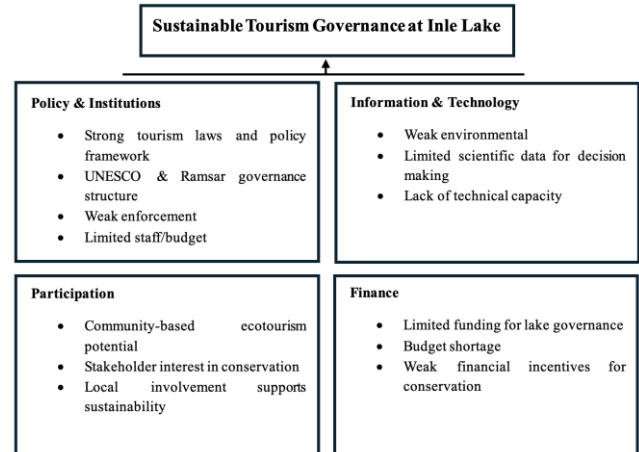 Sustainable Tourism Governance at Inle Lake
Policy & Institutions
• Strong tourism laws and policy
framework
• UNESCO & Ramsar governance
structure
• Weak enforcement
• Limited staff/budget
Information & Technology
• Weak environmental
• Limited scientific data for decision
making
• Lack of technical capacity
Participation
• Community-based ecotourism
potential
• Stakeholder interest in conservation
• Local involvement supports
sustainability
Finance
• Limited funding for lake governance
• Budget shortage
• Weak financial incentives for
conservation